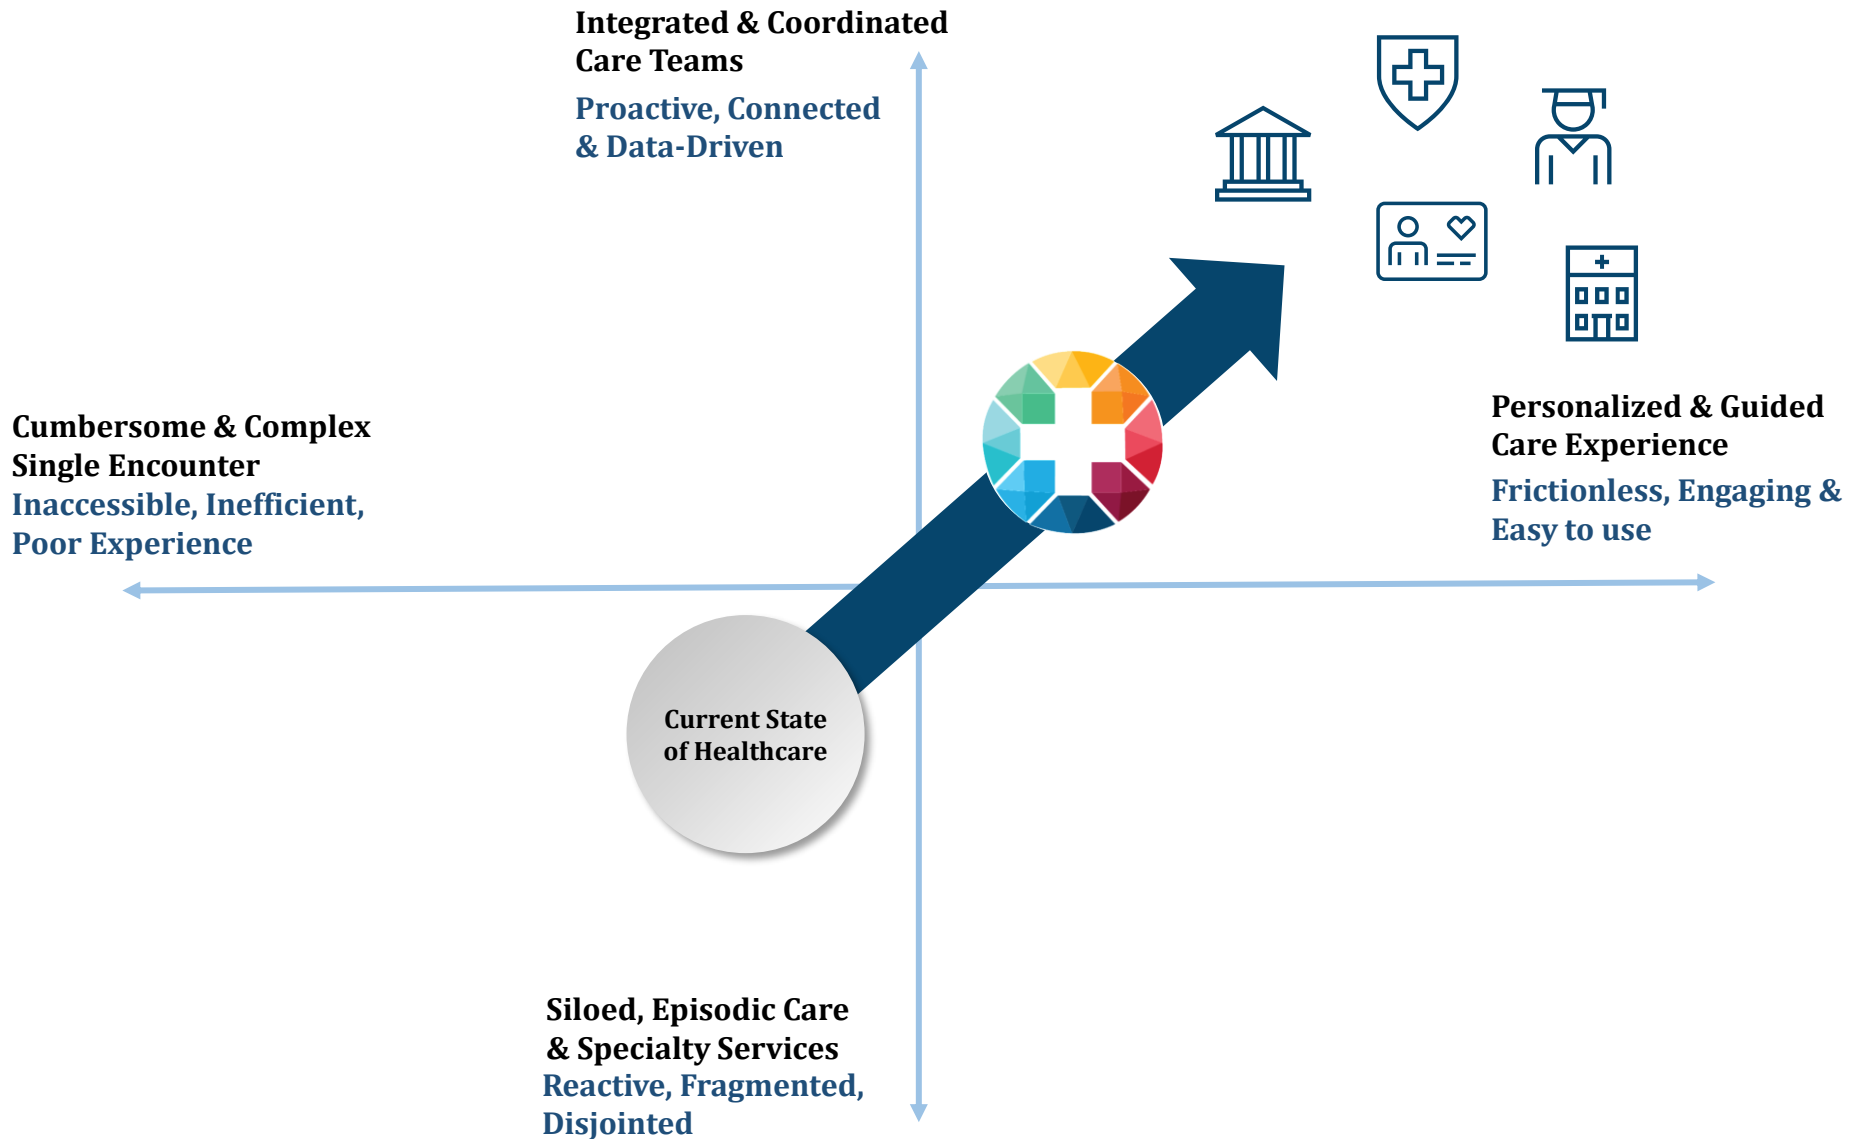 Integrated & Coordinated
Care Teams
Proactive, Connected
& Data-Driven
Cumbersome & Complex
Single Encounter
Inaccessible, Inefficient,
Poor Experience
Personalized & Guided
Care Experience
Frictionless, Engaging &
Easy to use
Current State
of Healthcare
Siloed, Episodic Care
& Specialty Services
Reactive, Fragmented,
Disjointed